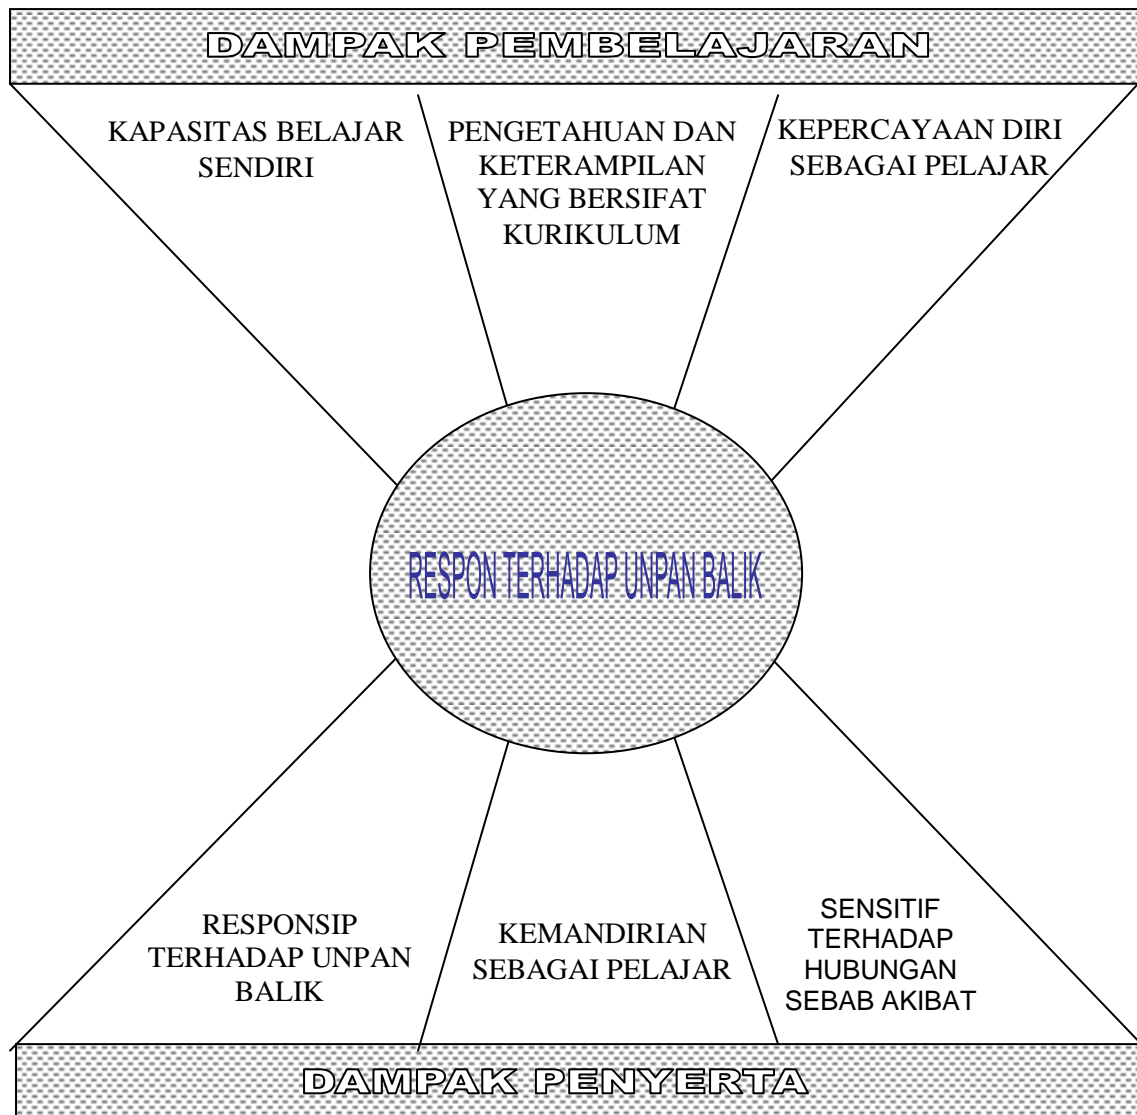 DAMPAK PEMBELAJARAN
KAPASITAS BELAJAR
SENDIRI
PENGETAHUAN DAN
KETERAMPILAN
YANG BERSIFAT
KURIKULUM
KEPERCAYAAN DIRI
SEBAGAI PELAJAR
RESPON TERHADAP UNPAN BALIK
RESPONSIP
TERHADAP UNPAN
BALIK
KEMANDIRIAN
SEBAGAI PELAJAR
SENSITIF
TERHADAP
HUBUNGAN
SEBAB AKIBAT
DAMPAK PENYERTA